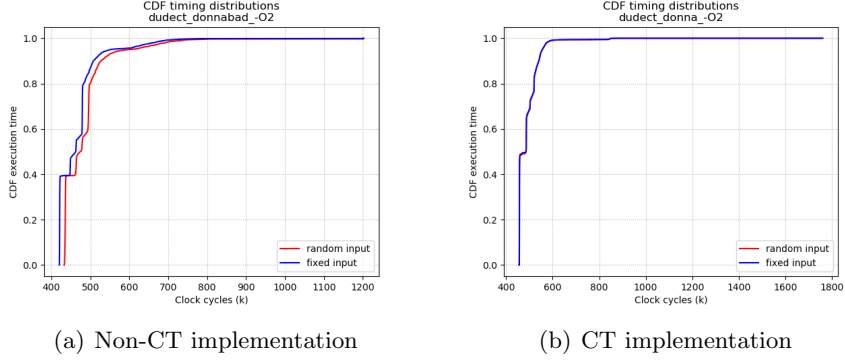 CDF timing distributions
dudect_donnabad_-O2
CDF execution time
1.0
0.8
0.6
0.4
0.2
0.0
400 500 600 700 800 900 1000 1100 1200
Clock cycles (k)
random input
fixed input
(a) Non-CT implementation
CDF timing distributions
dudect_donna_-O2
CDF execution time
1.0
0.8
0.6
0.4
0.2
0.0
400 600 800 1000 1200 1400 1600 1800
Clock cycles (k)
random input
fixed input
(b) CT implementation